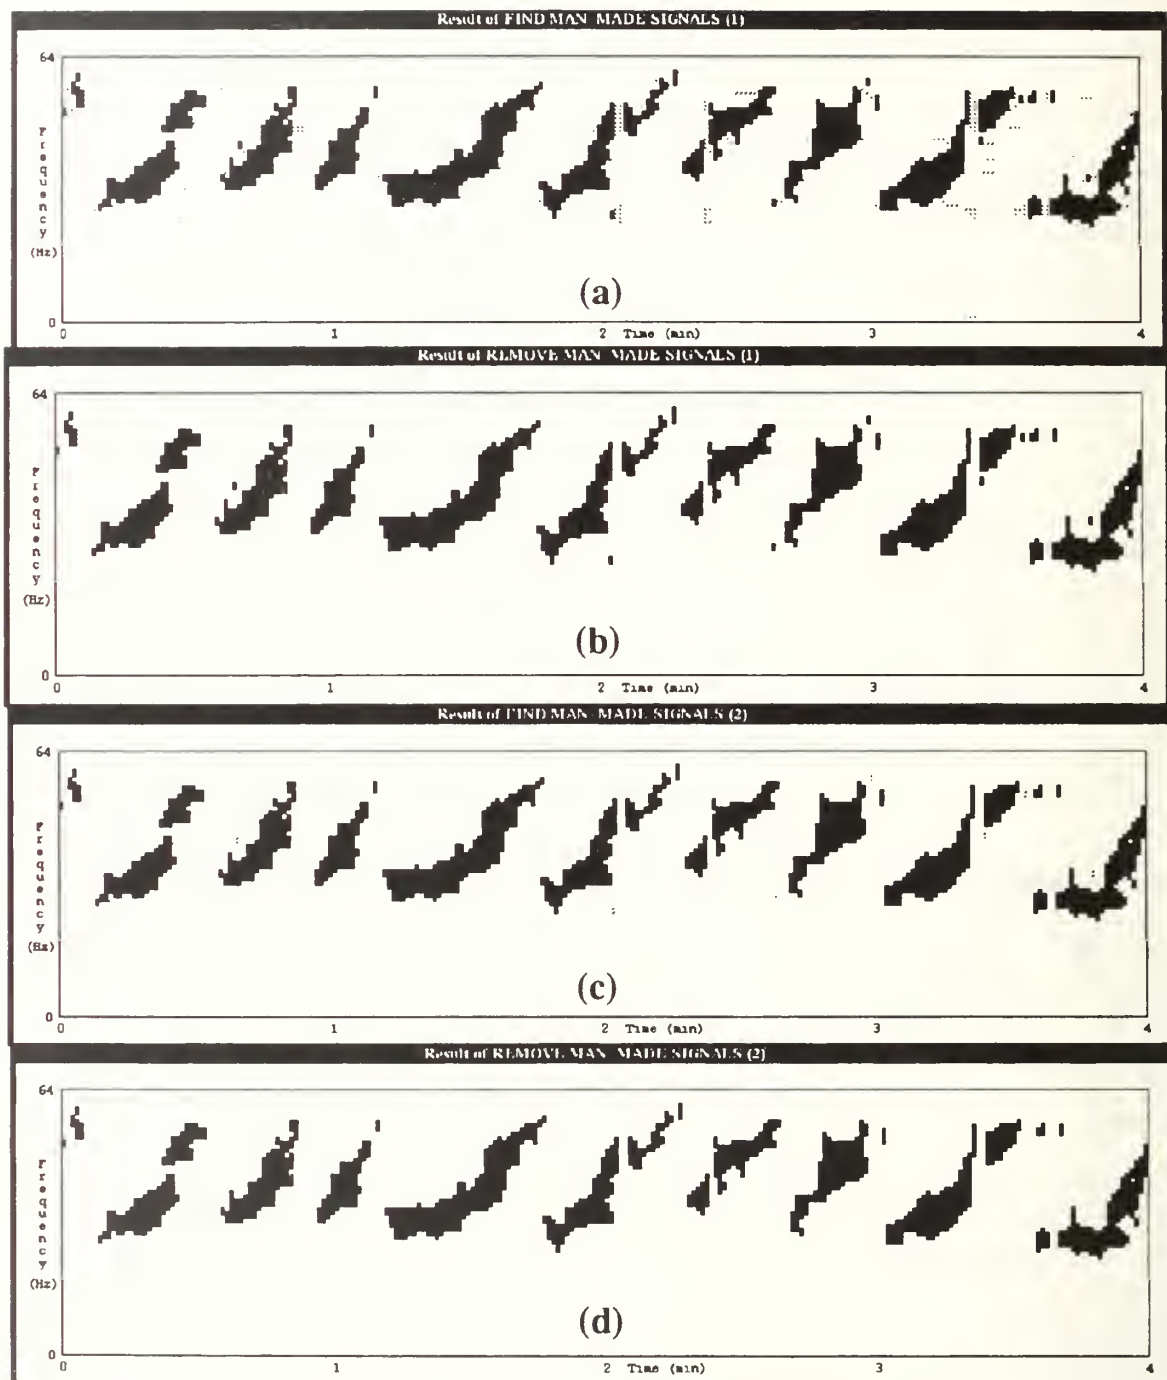 Result of FIND MAN MADE SIGNALS (1)
64
Frequency
(Hz)
(a)
0
0 1 2 Time (min) 3 4
Result of REMOVE MAN MADE SIGNALS (1)
64
Frequency
(Hz)
(b)
0
0 1 2 Time (min) 3 4
Result of FIND MAN MADE SIGNALS (2)
64
Frequency
(Hz)
(c)
0
0 1 2 Time (min) 3 4
Result of REMOVE MAN MADE SIGNALS (2)
64
Frequency
(Hz)
(d)
0
0 1 2 Time (min) 3 4